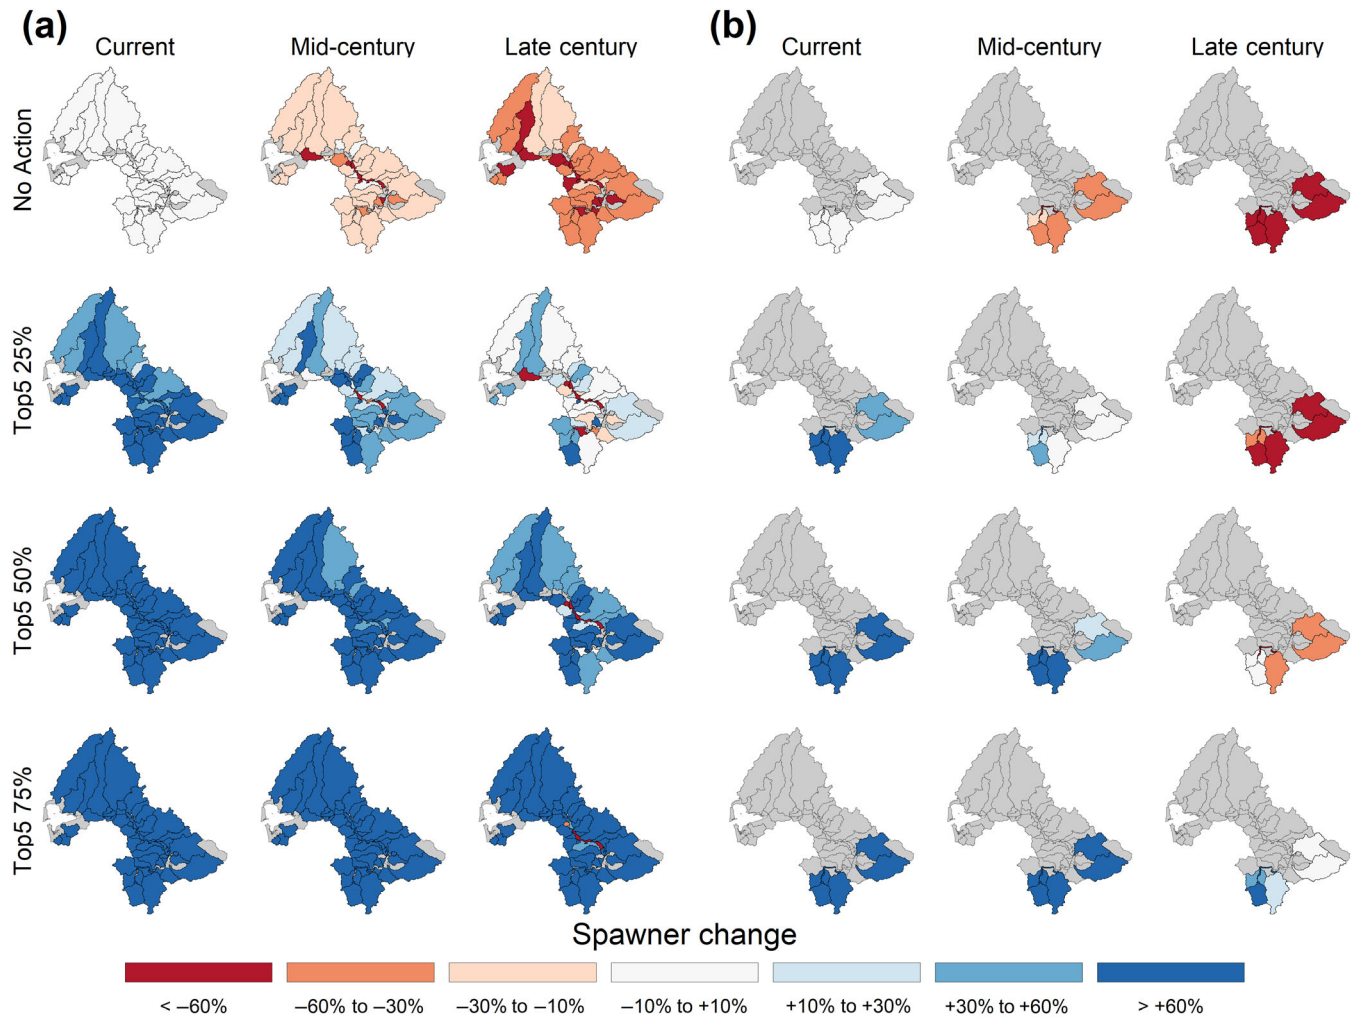 (a)
(b)
Current
Mid-century
Late century
Current
Mid-century
Late century
No Action
Top5 25%
Top5 50%
Top5 75%
Spawner change
< –60%
–60% to –30%
–30% to –10%
–10% to +10%
+10% to +30%
+30% to +60%
> +60%